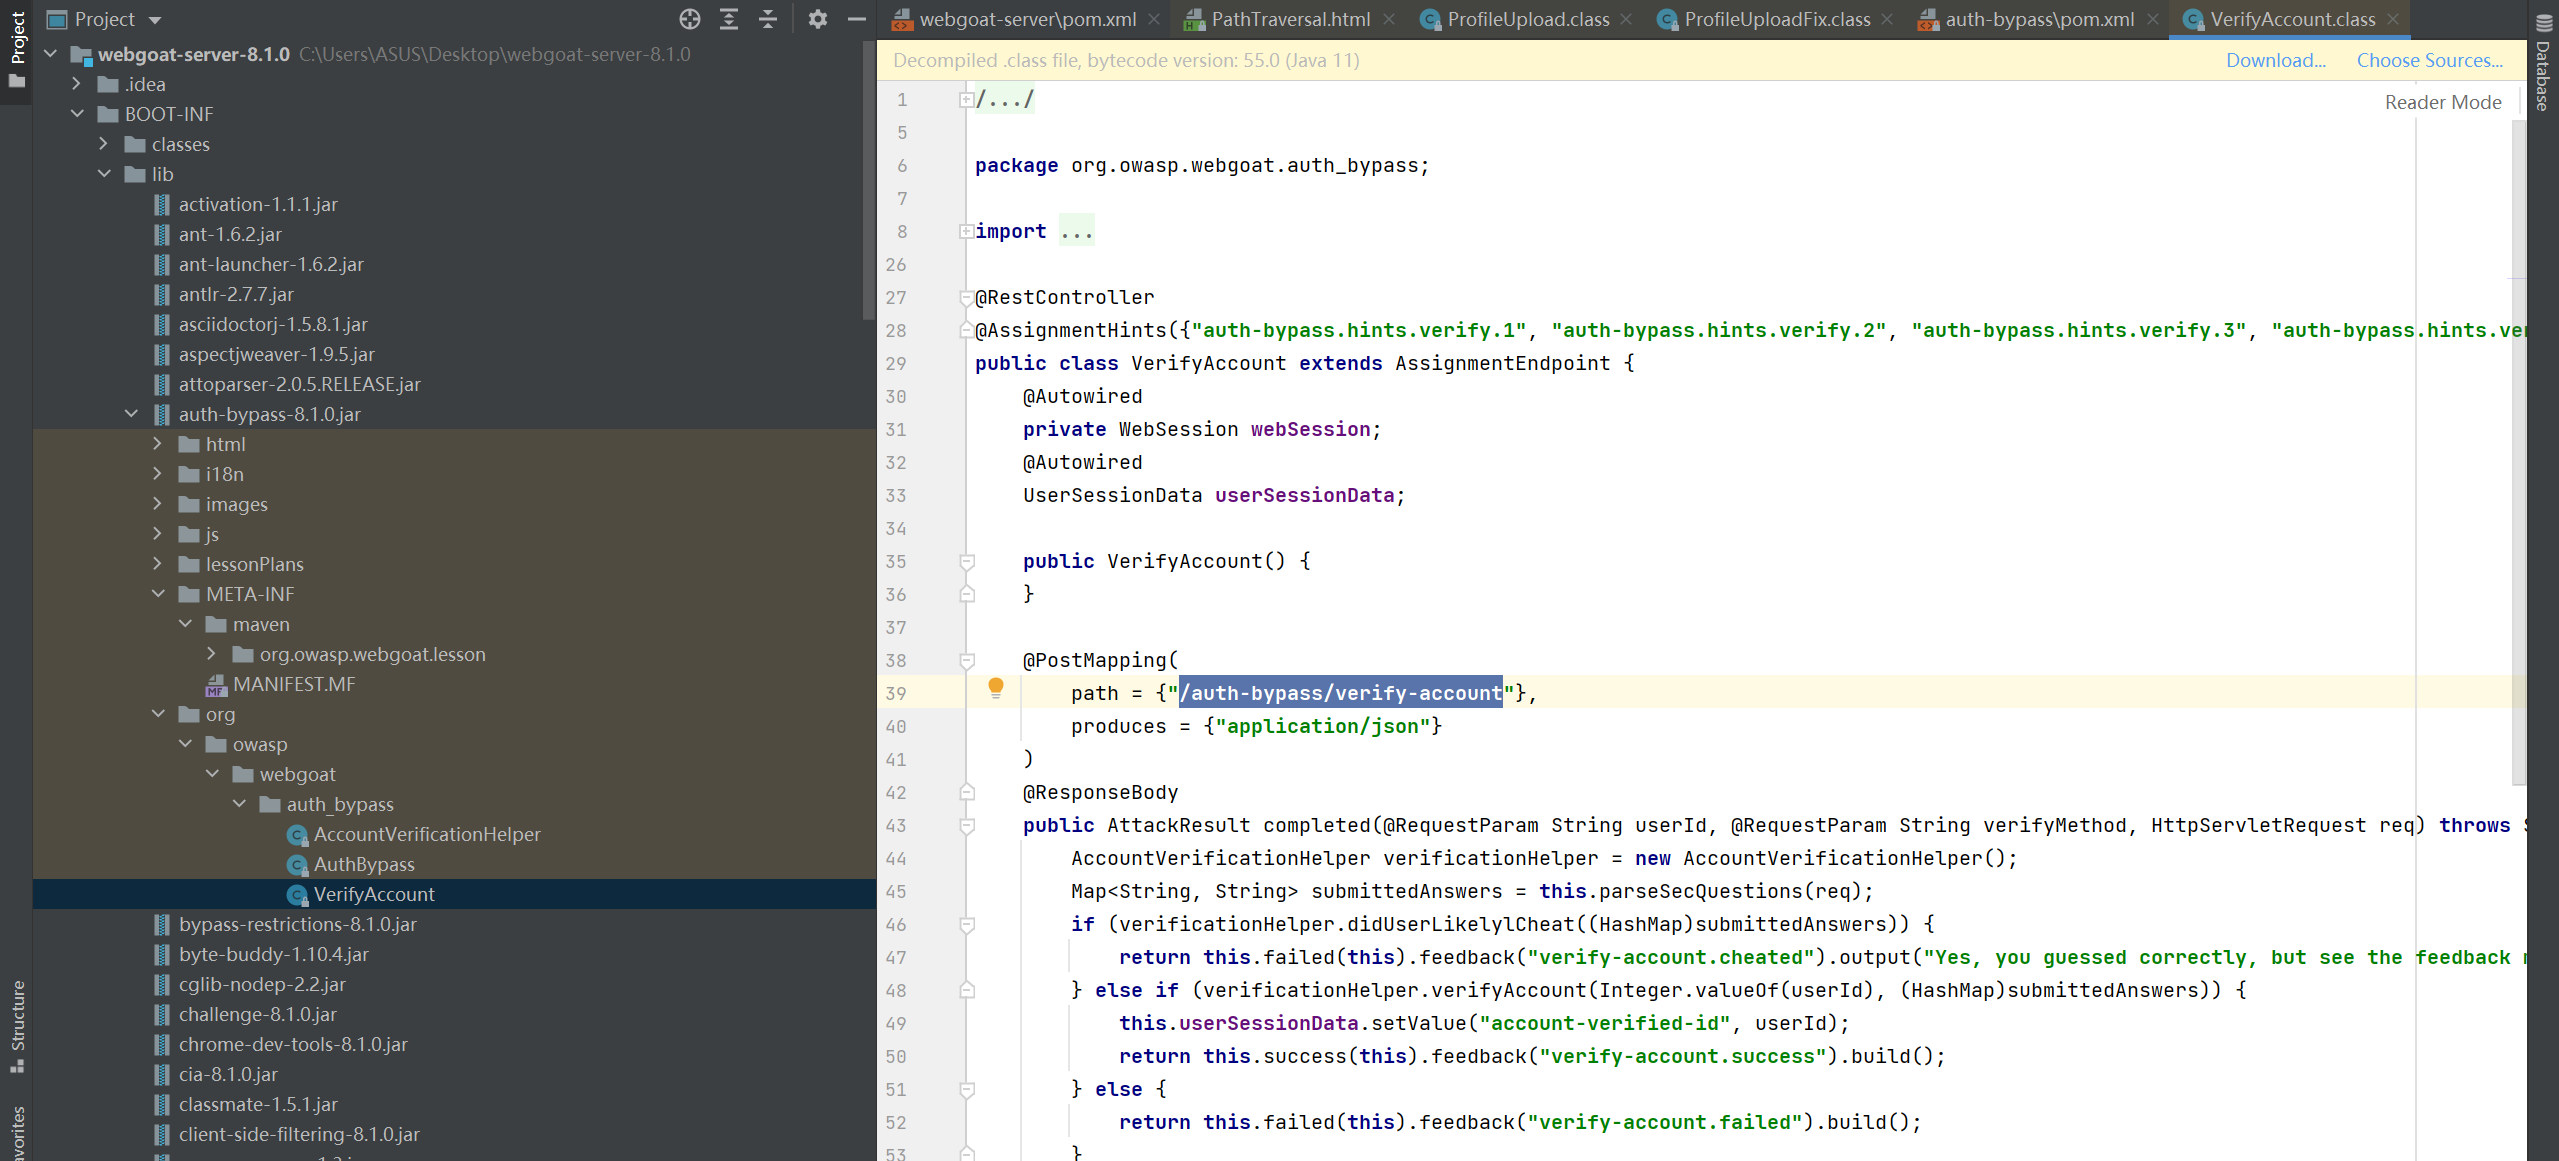 Project
Project
webgoat-server-8.1.0 C:\Users\ASUS\Desktop\webgoat-server-8.1.0
.idea
BOOT-INF
classes
lib
activation-1.1.1.jar
ant-1.6.2.jar
ant-launcher-1.6.2.jar
antlr-2.7.7.jar
asciidoctorj-1.5.8.1.jar
aspectjweaver-1.9.5.jar
attoparser-2.0.5.RELEASE.jar
auth-bypass-8.1.0.jar
html
i18n
images
js
lessonPlans
META-INF
maven
org.owasp.webgoat.lesson
MANIFEST.MF
org
owasp
webgoat
auth_bypass
AccountVerificationHelper
AuthBypass
VerifyAccount
bypass-restrictions-8.1.0.jar
byte-buddy-1.10.4.jar
cglib-nodep-2.2.jar
challenge-8.1.0.jar
chrome-dev-tools-8.1.0.jar
cia-8.1.0.jar
classmate-1.5.1.jar
client-side-filtering-8.1.0.jar
Structure
webgoat-server\pom.xml PathTraversal.html ProfileUpload.class ProfileUploadFix.class auth-bypass\pom.xml VerifyAccount.class
Decompiled .class file, bytecode version: 55.0 (Java 11) Download... Choose Sources...
Reader Mode
Database
1 /.../
5
6 package org.owasp.webgoat.auth_bypass;
7
8 import ...
26
27 @RestController
28 @AssignmentHints({"auth-bypass.hints.verify.1", "auth-bypass.hints.verify.2", "auth-bypass.hints.verify.3", "auth-bypass.hints.ve
29 public class VerifyAccount extends AssignmentEndpoint {
30 @Autowired
31 private WebSession webSession;
32 @Autowired
33 UserSessionData userSessionData;
34
35 public VerifyAccount() {
36 }
37
38 @PostMapping(
39 path = {"/auth-bypass/verify-account"},
40 produces = {"application/json"}
41 )
42 @ResponseBody
43 public AttackResult completed(@RequestParam String userId, @RequestParam String verifyMethod, HttpServletRequest req) throws
44 AccountVerificationHelper verificationHelper = new AccountVerificationHelper();
45 Map<String, String> submittedAnswers = this.parseSecQuestions(req);
46 if (verificationHelper.didUserLikelylCheat((HashMap)submittedAnswers)) {
47 return this.failed(this).feedback("verify-account.cheated").output("Yes, you guessed correctly, but see the feedback
48 } else if (verificationHelper.verifyAccount(Integer.valueOf(userId), (HashMap)submittedAnswers)) {
49 this.userSessionData.setValue("account-verified-id", userId);
50 return this.success(this).feedback("verify-account.success").build();
51 } else {
52 return this.failed(this).feedback("verify-account.failed").build();
53 }